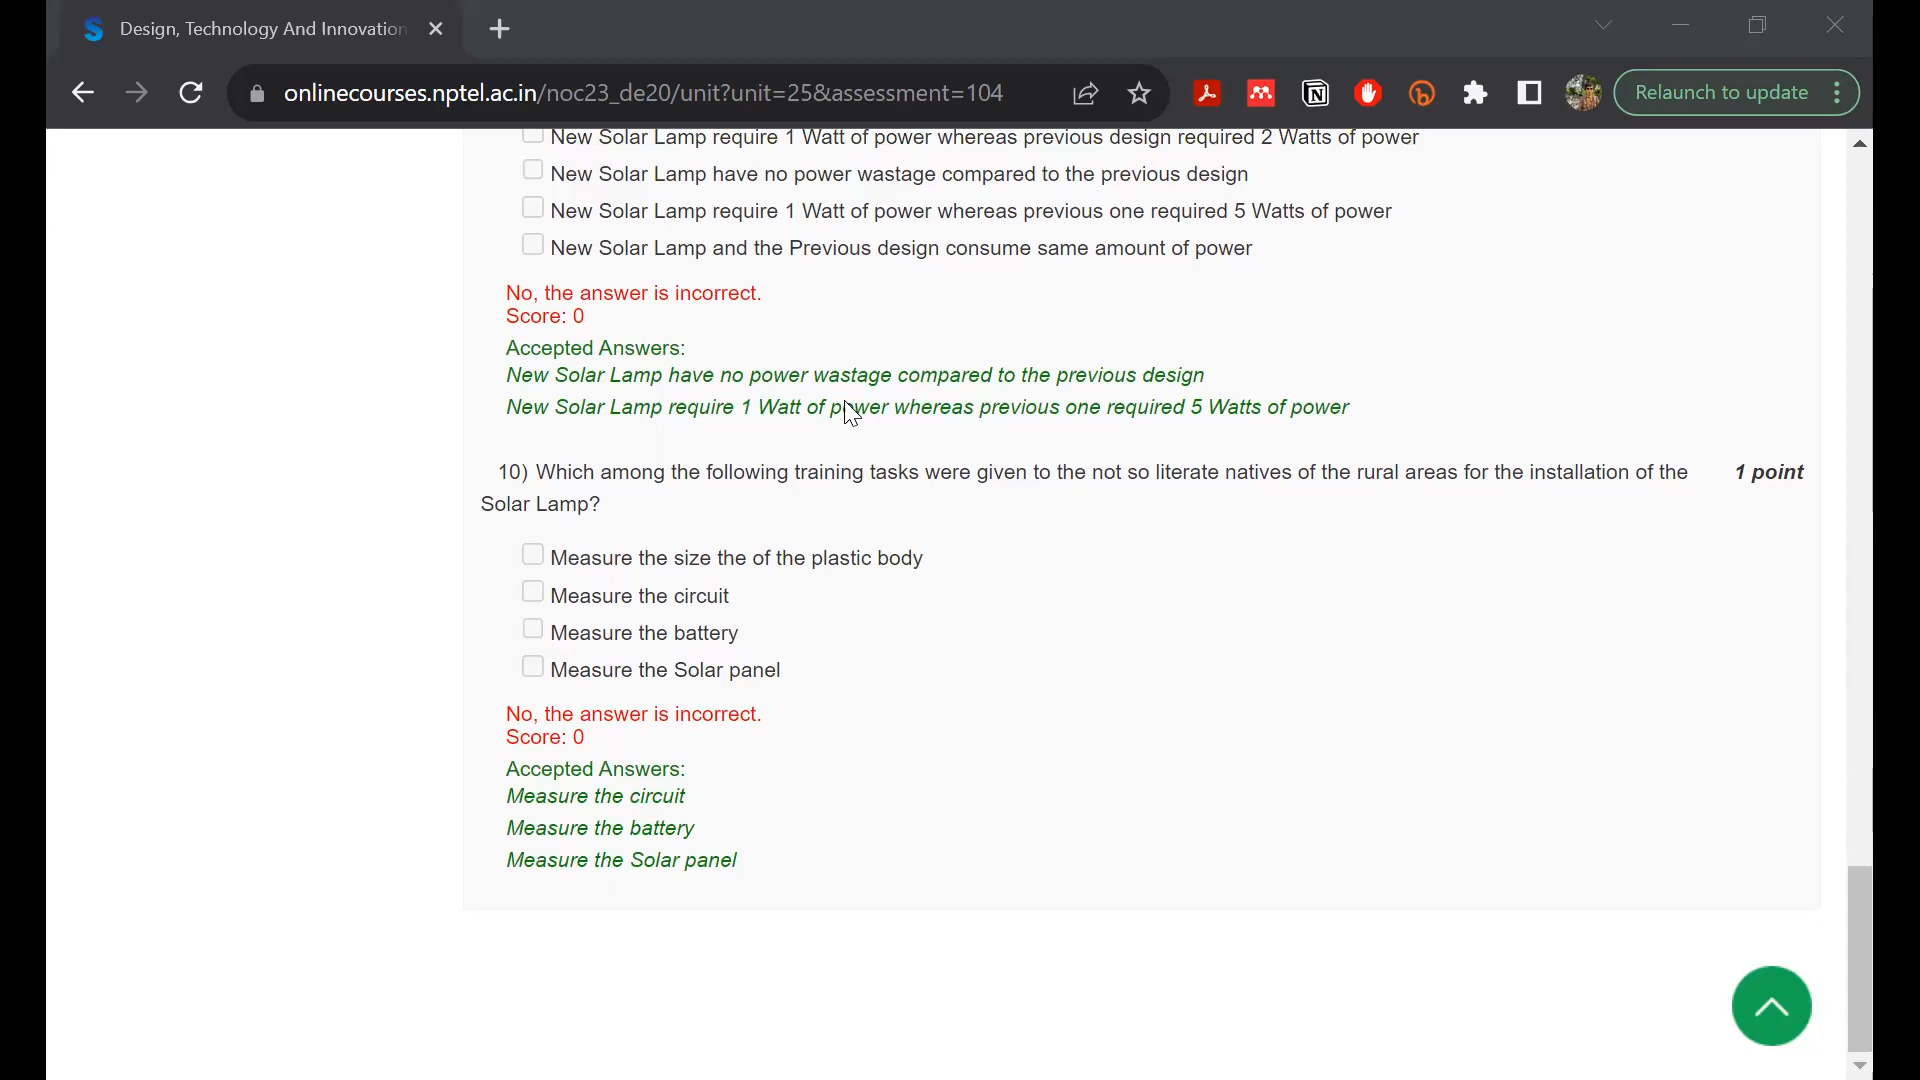 Design, Technology And Innovation
onlinecourses.nptel.ac.in/noc23_de20/unit?unit=25&assessment=104
Relaunch to update
New Solar Lamp require 1 Watt of power whereas previous design required 2 Watts of power
New Solar Lamp have no power wastage compared to the previous design
New Solar Lamp require 1 Watt of power whereas previous one required 5 Watts of power
New Solar Lamp and the Previous design consume same amount of power
No, the answer is incorrect.
Score: 0
Accepted Answers:
New Solar Lamp have no power wastage compared to the previous design
New Solar Lamp require 1 Watt of power whereas previous one required 5 Watts of power
10) Which among the following training tasks were given to the not so literate natives of the rural areas for the installation of the 1 point
Solar Lamp?
Measure the size the of the plastic body
Measure the circuit
Measure the battery
Measure the Solar panel
No, the answer is incorrect.
Score: 0
Accepted Answers:
Measure the circuit
Measure the battery
Measure the Solar panel